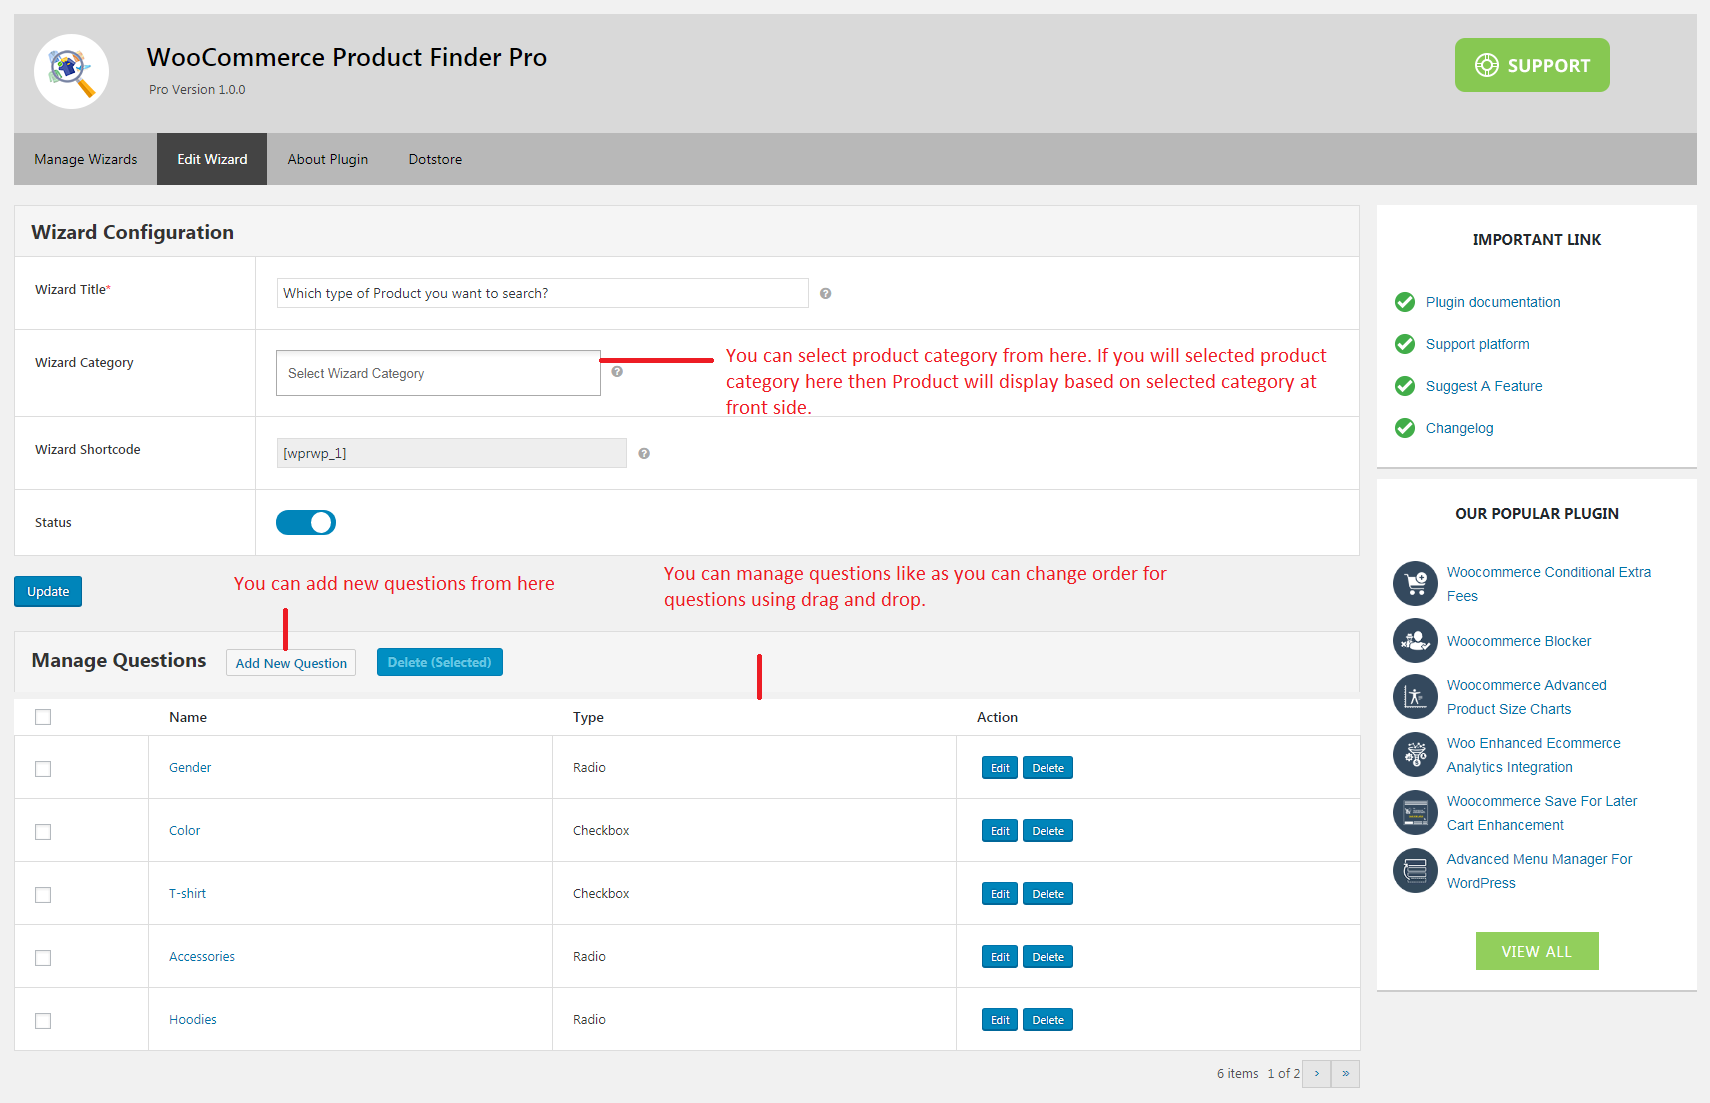 WooCommerce Product Finder Pro
Pro Version 1.0.0
SUPPORT
Manage Wizards
Edit Wizard
About Plugin
Dotstore
Wizard Configuration
Wizard Title*
Which type of Product you want to search?
?
Wizard Category
Select Wizard Category
?
You can select product category from here. If you will selected product
category here then Product will display based on selected category at
front side.
Wizard Shortcode
[wprwp_1]
?
Status
Update
You can add new questions from here
You can manage questions like as you can change order for
questions using drag and drop.
Manage Questions
Add New Question
Delete (Selected)
Name Type Action
Gender Radio Edit Delete
Color Checkbox Edit Delete
T-shirt Checkbox Edit Delete
Accessories Radio Edit Delete
Hoodies Radio Edit Delete
6 items 1 of 2 › »
IMPORTANT LINK
Plugin documentation
Support platform
Suggest A Feature
Changelog
OUR POPULAR PLUGIN
Woocommerce Conditional Extra
Fees
Woocommerce Blocker
Woocommerce Advanced
Product Size Charts
Woo Enhanced Ecommerce
Analytics Integration
Woocommerce Save For Later
Cart Enhancement
Advanced Menu Manager For
WordPress
VIEW ALL